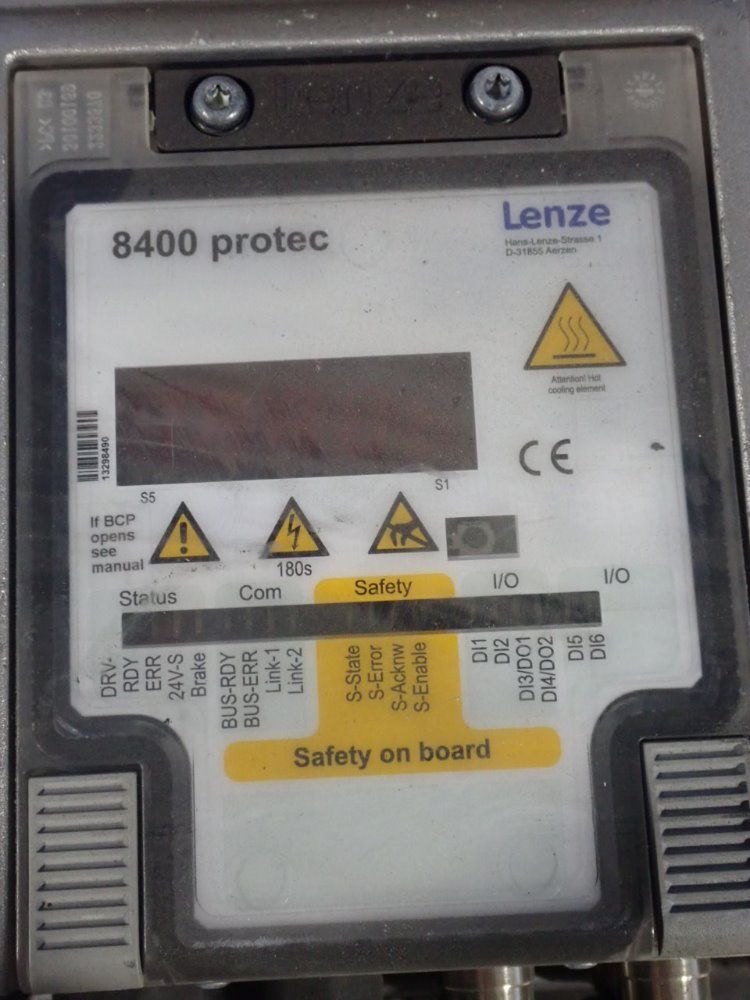 Lenze
8400 protec
Lenze
Hans-Lenze-Strasse 1
D-31855 Aerzen
Attention! Hot
cooling element
13298490
CE
S5
S1
If BCP
opens
see
manual
180s
Status
Com
Safety
I/O
I/O
DRV-
RDY
ERR
24V-S
Brake
BUS-RDY
BUS-ERR
Link-1
Link-2
S-State
S-Error
S-Acknw
S-Enable
DI1
DI2
DI3/DO1
DI4/DO2
DI5
DI6
Safety on board